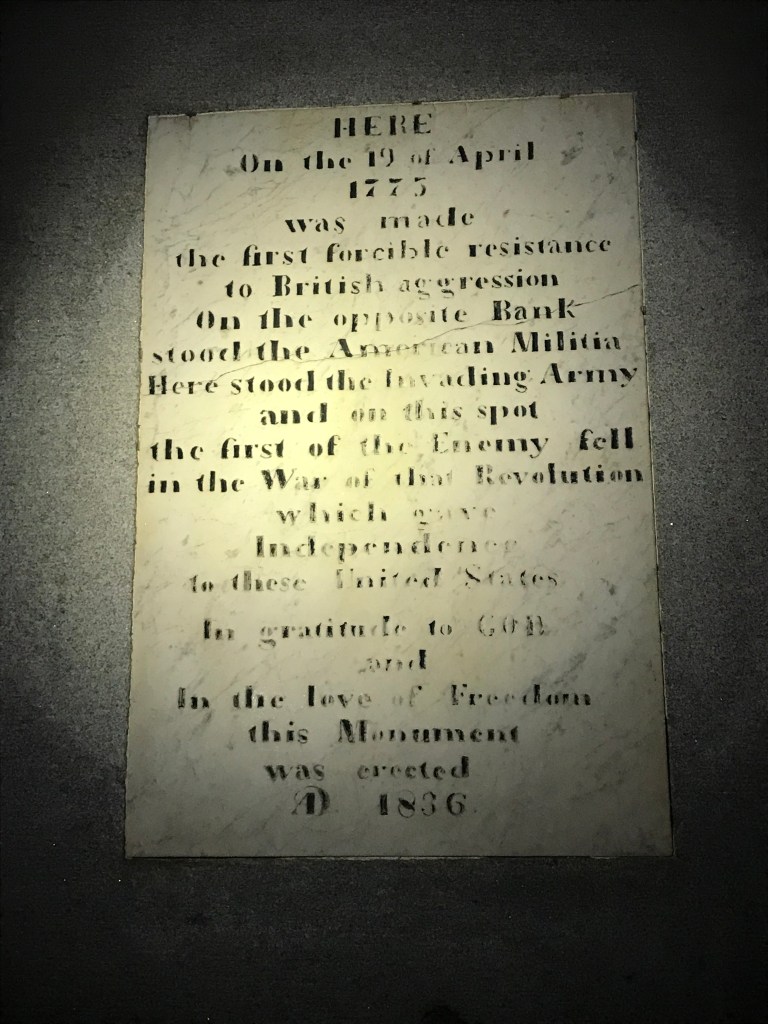 HERE
On the 19 of April
1775
was made
the first forcible resistance
to British aggression
On the opposite Bank
stood the American Militia
Here stood the Invading Army
and on this spot
the first of the Enemy fell
in the War of that Revolution
which gave
Independence
to these United States
In gratitude to GOD
and
In the love of Freedom
this Monument
was erected
AD 1836